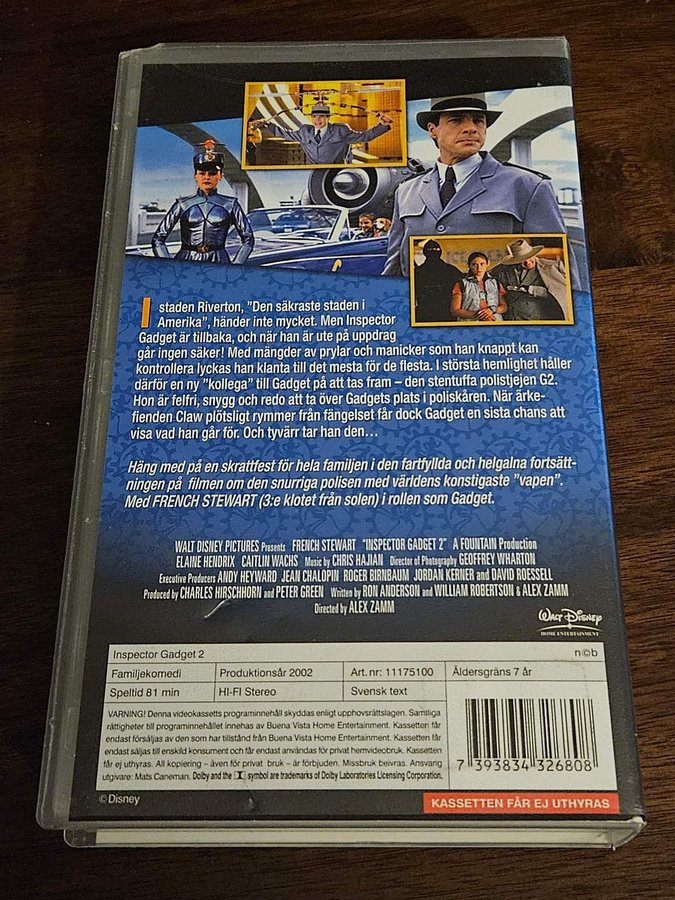 I staden Riverton, "Den säkraste staden i
Amerika", händer inte mycket. Men Inspector
Gadget är tillbaka, och när han är ute på uppdrag
går ingen säker! Med mängder av prylar och manicker som han knappt kan
kontrollera lyckas han klanta till det mesta för de flesta. I största hemlighet håller
därför en ny "kollega" till Gadget på att tas fram – den stentuffa polistjejen G2.
Hon är felfri, snygg och redo att ta över Gadgets plats i poliskåren. När ärke-
fienden Claw plötsligt rymmer från fängelset får dock Gadget en sista chans att
visa vad han går för. Och tyvärr tar han den...
Häng med på en skrattfest för hela familjen i den fartfyllda och helgalna fortsätt-
ningen på filmen om den snurriga polisen med världens konstigaste "vapen".
Med FRENCH STEWART (3:e klotet från solen) i rollen som Gadget.
WALT DISNEY PICTURES Presents FRENCH STEWART "INSPECTOR GADGET 2" A FOUNTAIN Production
ELAINE HENDRIX CAITLIN WACHS Music by CHRIS HAJIAN Director of Photography GEOFFREY WHARTON
Executive Producers ANDY HEYWARD JEAN CHALOPIN ROGER BIRNBAUM JORDAN KERNER and DAVID ROESSELL
Produced by CHARLES HIRSCHHORN and PETER GREEN Written by RON ANDERSON and WILLIAM ROBERTSON & ALEX ZAMM
Directed by ALEX ZAMM
WALT DISNEY
HOME ENTERTAINMENT
Inspector Gadget 2 n©b
Familjekomedi Produktionsår 2002 Art.nr: 11175100 Åldersgräns 7 år
Speltid 81 min HI-FI Stereo Svensk text
VARNING! Denna videokassetts programinnehåll skyddas enligt upphovsrättslagen. Samtliga
rättigheter till programinnehållet innehas av Buena Vista Home Entertainment. Kassetten får
endast försäljas av den som har tillstånd från Buena Vista Home Entertainment. Kassetten får
endast säljas till enskild konsument och får endast användas för privat hemvideobruk. Kassetten
får ej uthyras. All kopiering – även för privat bruk – är förbjuden. Missbruk beivras. Ansvarig
utgivare: Mats Caneman. Dolby and the symbol are trademarks of Dolby Laboratories Licensing Corporation.
7 393834 326808
© Disney
KASSETTEN FÅR EJ UTHYRAS